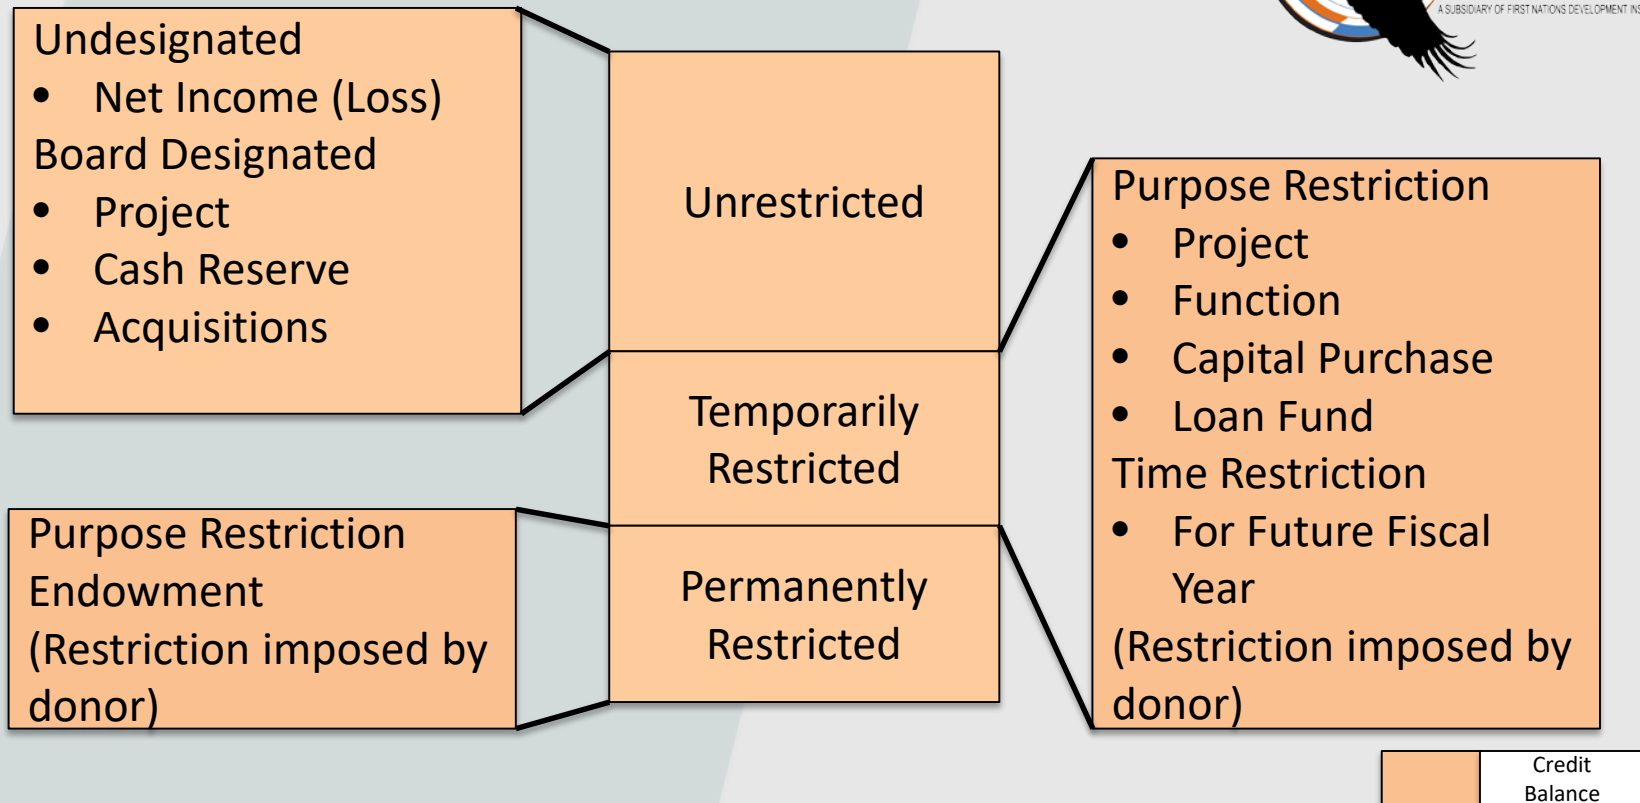 A SUBSIDIARY OF FIRST NATIONS DEVELOPMENT INS
Undesignated
• Net Income (Loss)
Board Designated
• Project
• Cash Reserve
• Acquisitions
Purpose Restriction
Endowment
(Restriction imposed by
donor)
Unrestricted
Temporarily
Restricted
Permanently
Restricted
Purpose Restriction
• Project
• Function
• Capital Purchase
• Loan Fund
Time Restriction
• For Future Fiscal
Year
(Restriction imposed by
donor)
Credit
Balance